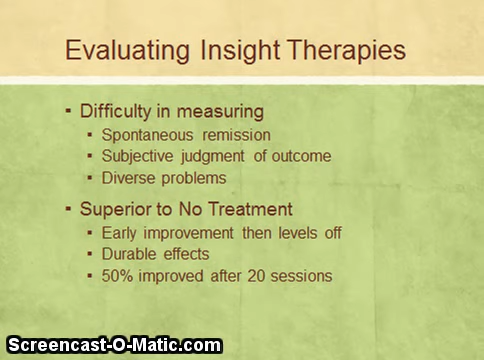 Evaluating Insight Therapies
▪ Difficulty in measuring
▪ Spontaneous remission
▪ Subjective judgment of outcome
▪ Diverse problems
▪ Superior to No Treatment
▪ Early improvement then levels off
▪ Durable effects
▪ 50% improved after 20 sessions
Screencast-O-Matic.com